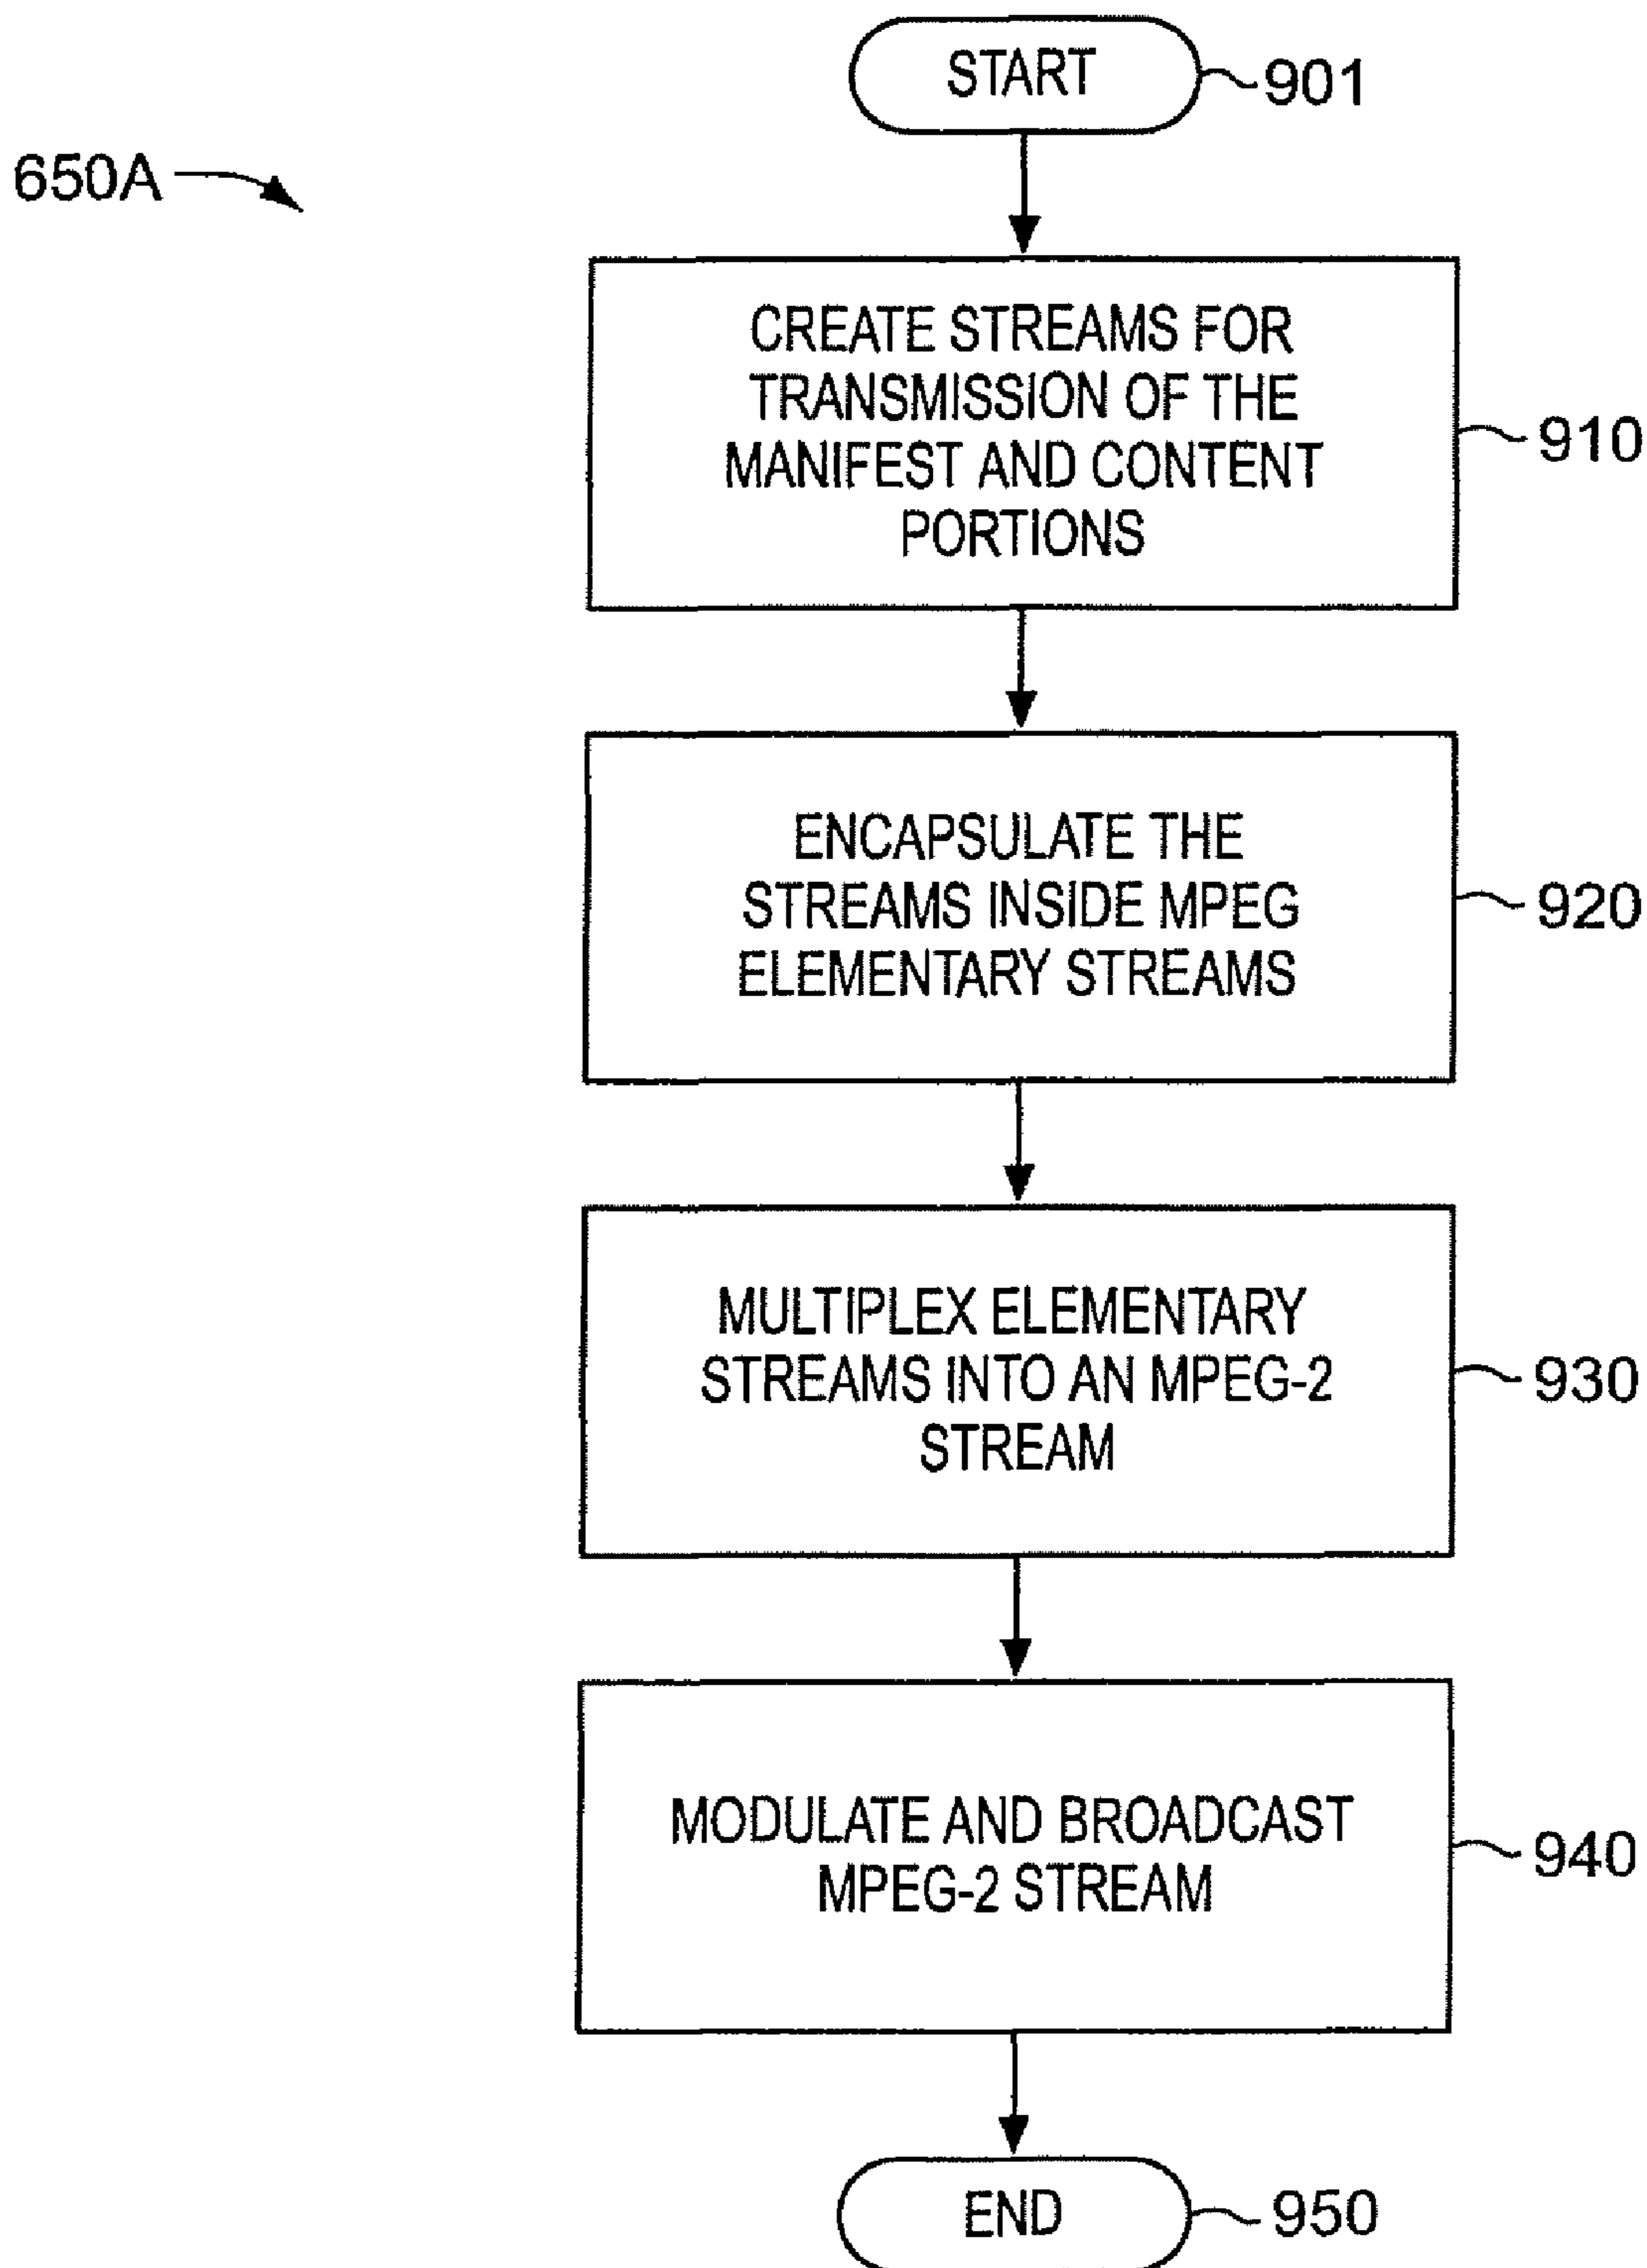 START
901
650A
CREATE STREAMS FOR
TRANSMISSION OF THE
MANIFEST AND CONTENT
PORTIONS
910
ENCAPSULATE THE
STREAMS INSIDE MPEG
ELEMENTARY STREAMS
920
MULTIPLEX ELEMENTARY
STREAMS INTO AN MPEG-2
STREAM
930
MODULATE AND BROADCAST
MPEG-2 STREAM
940
END
950